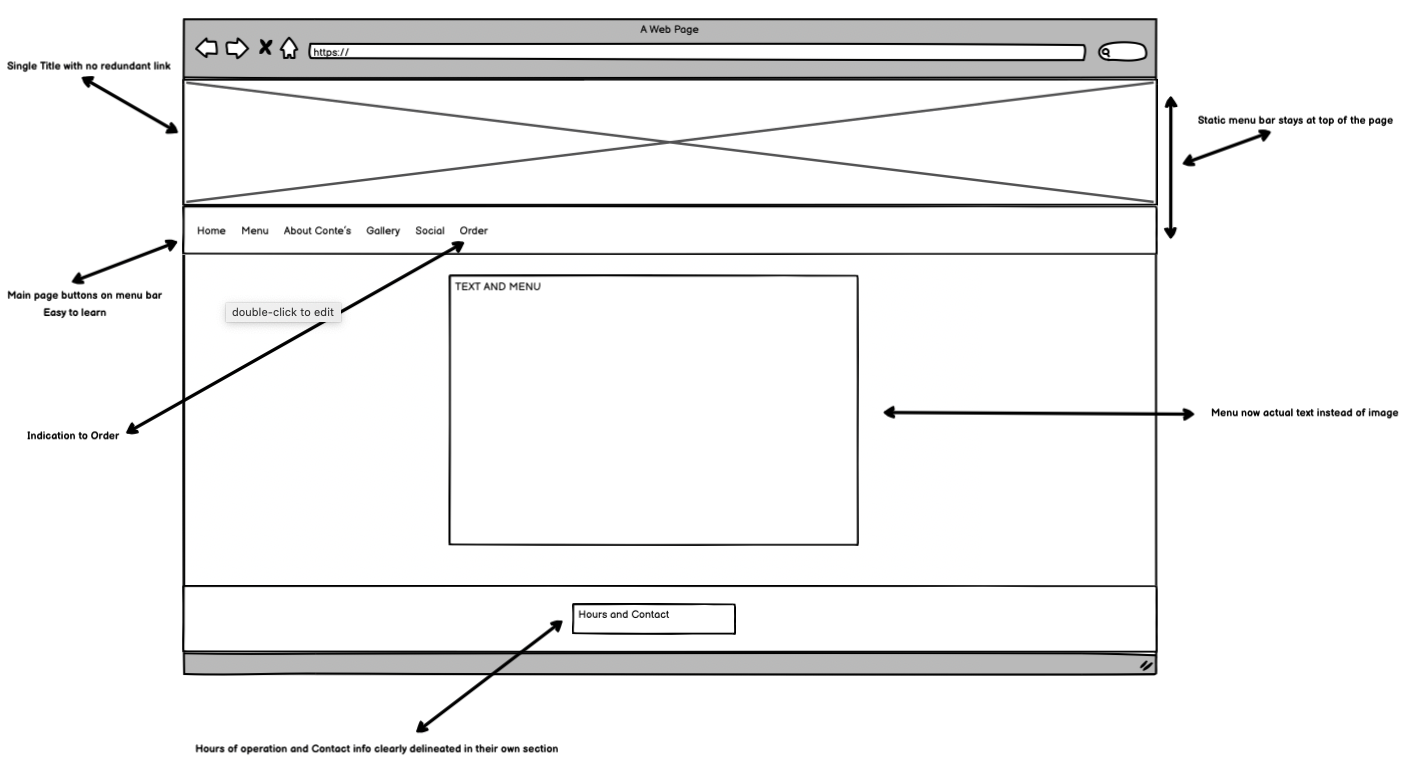 A Web Page
https://
Single Title with no redundant link
Static menu bar stays at top of the page
Home Menu About Conte's Gallery Social Order
Main page buttons on menu bar
Easy to learn
TEXT AND MENU
double-click to edit
Menu now actual text instead of image
Indication to Order
Hours and Contact
Hours of operation and Contact info clearly delineated in their own section